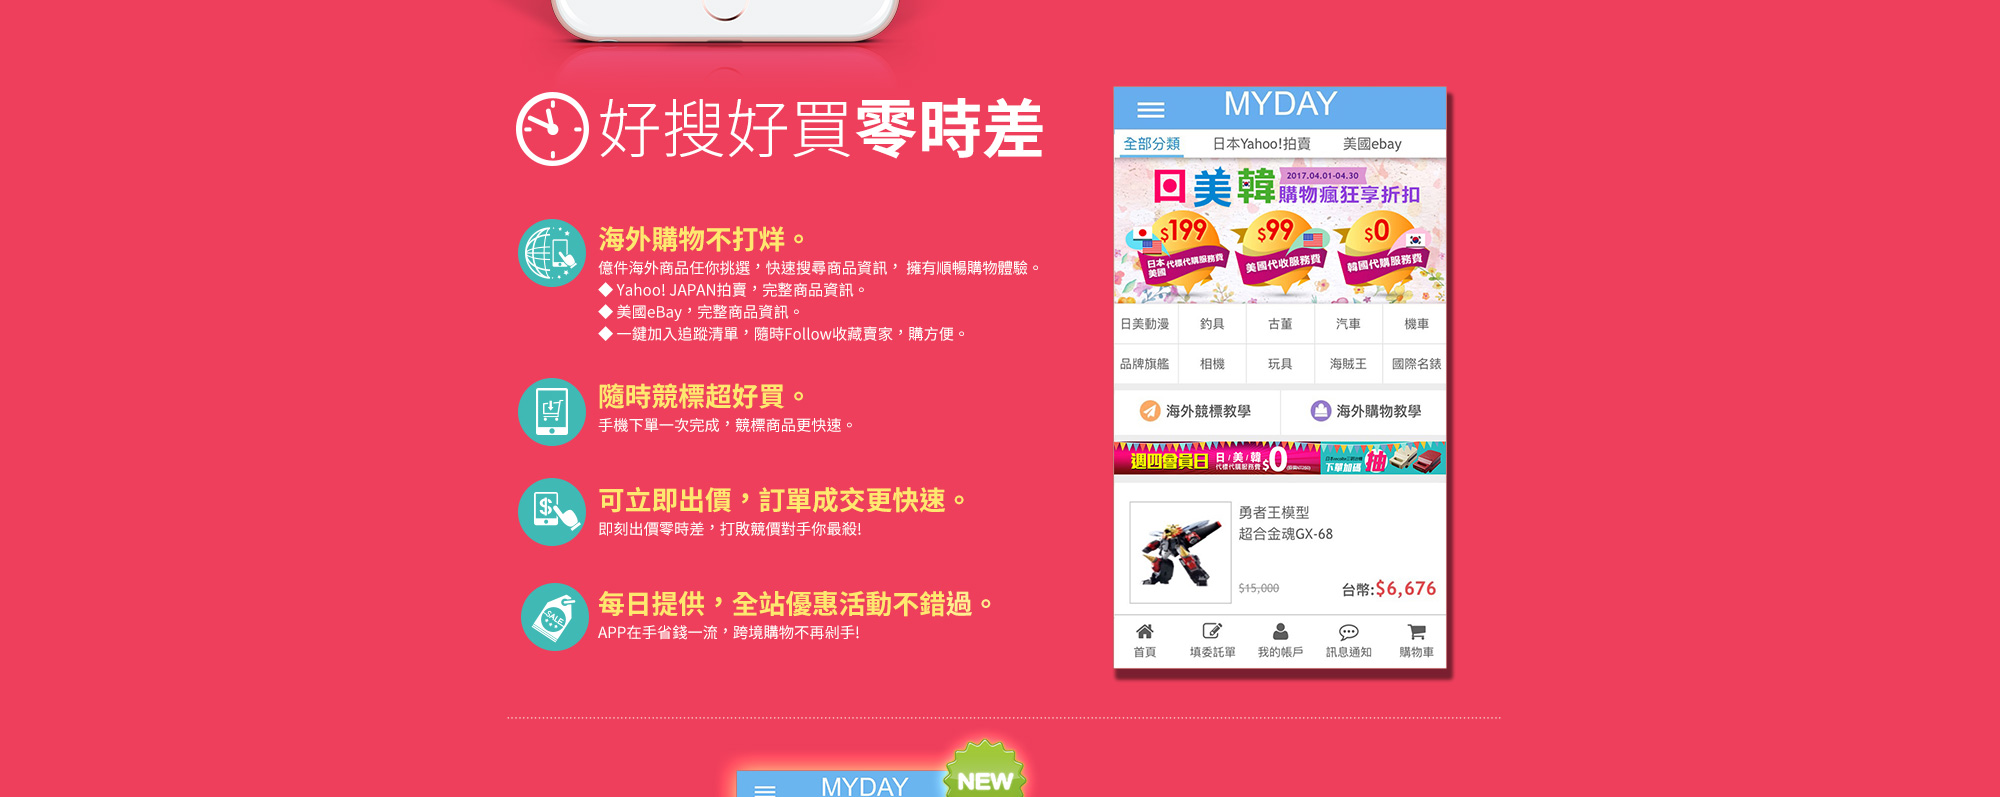 好搜好買零時差
海外購物不打烊。
億件海外商品任你挑選，快速搜尋商品資訊， 擁有順暢購物體驗。
◆ Yahoo! JAPAN拍賣，完整商品資訊。
◆ 美國eBay，完整商品資訊。
◆ 一鍵加入追蹤清單，隨時Follow收藏賣家，購方便。
隨時競標超好買。
手機下單一次完成，競標商品更快速。
可立即出價，訂單成交更快速。
即刻出價零時差，打敗競價對手你最殺!
SALE
每日提供，全站優惠活動不錯過。
APP在手省錢一流，跨境購物不再剁手!
MYDAY
全部分類 日本Yahoo!拍賣 美國ebay
日美韓 2017.04.01-04.30
購物瘋狂享折扣
$199 $99 $0
日本美國 代標代購服務費 美國代收服務費 韓國代購服務費
日美動漫 釣具 古董 汽車 機車
品牌旗艦 相機 玩具 海賊王 國際名錶
海外競標教學 海外購物教學
週四會員日 日/美/韓 代標代購服務費 $0 下單加碼 抽
勇者王模型
超合金魂GX-68
$15,000 台幣:$6,676
首頁 填委託單 我的帳戶 訊息通知 購物車
MYDAY
NEW